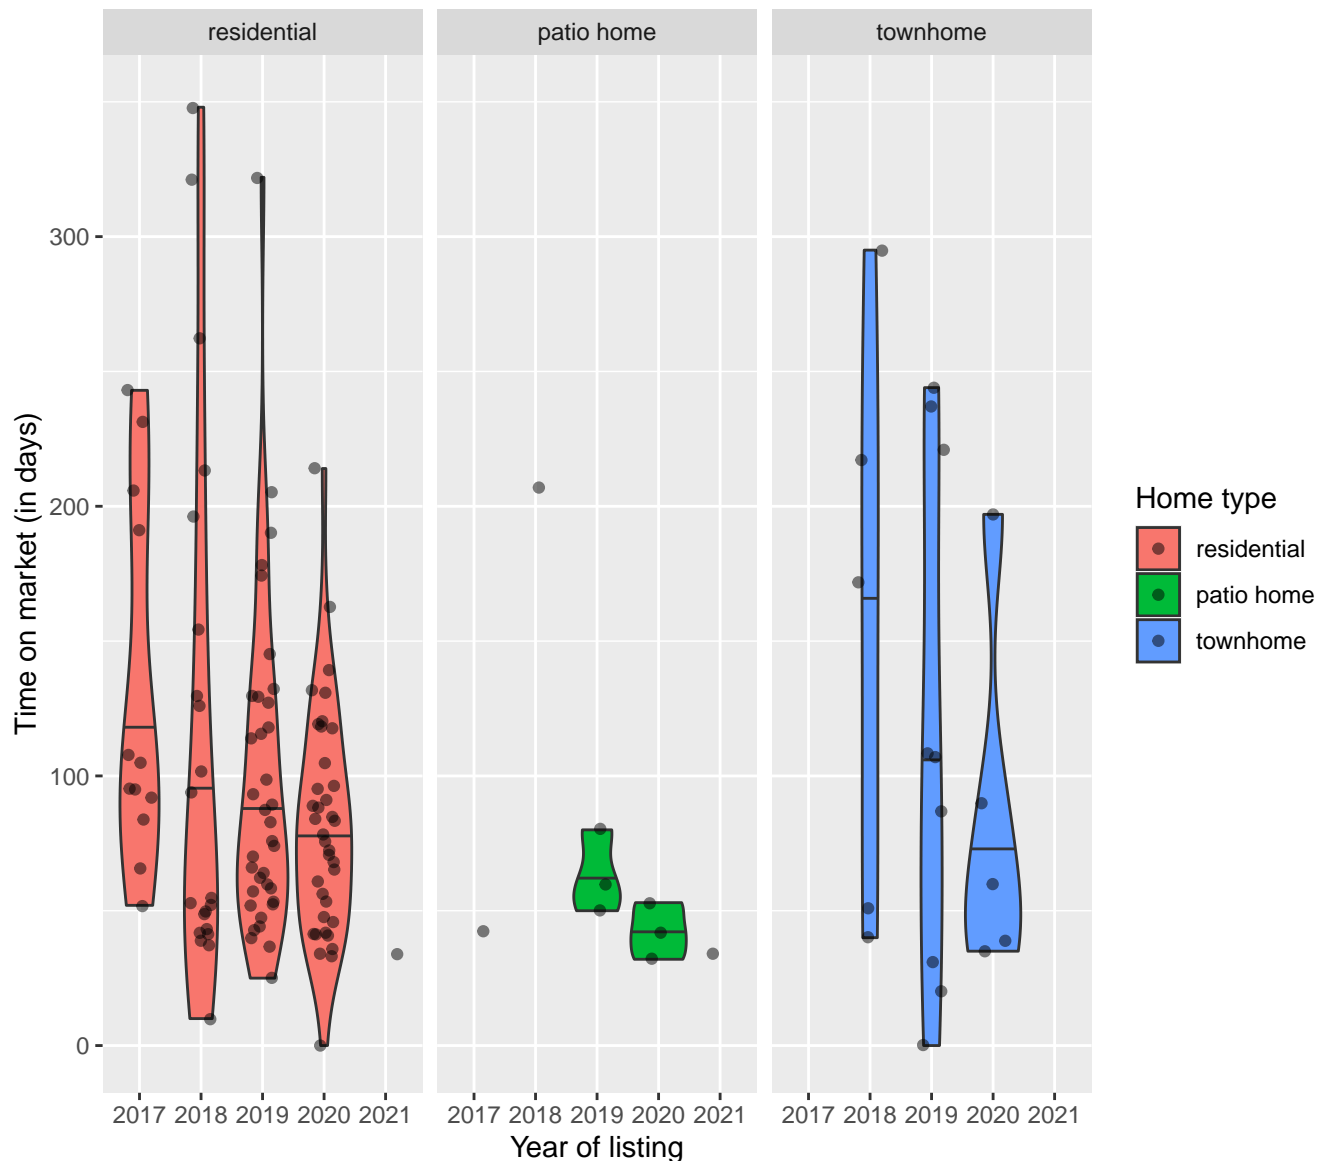 residential patio home townhome
Time on market (in days)
300
200
100
0
2017 2018 2019 2020 2021 2017 2018 2019 2020 2021 2017 2018 2019 2020 2021
Year of listing
Home type
residential
patio home
townhome